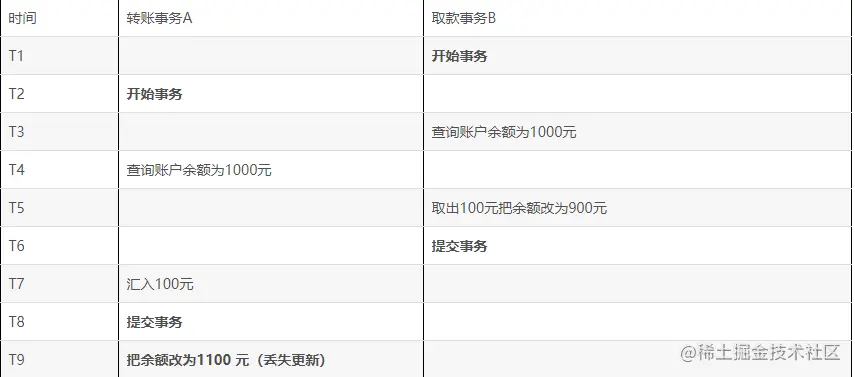 时间 转账事务A 取款事务B
T1 开始事务
T2 开始事务
T3 查询账户余额为1000元
T4 查询账户余额为1000元
T5 取出100元把余额改为900元
T6 提交事务
T7 汇入100元
T8 提交事务
T9 把余额改为1100 元（丢失更新）
@稀土掘金技术社区